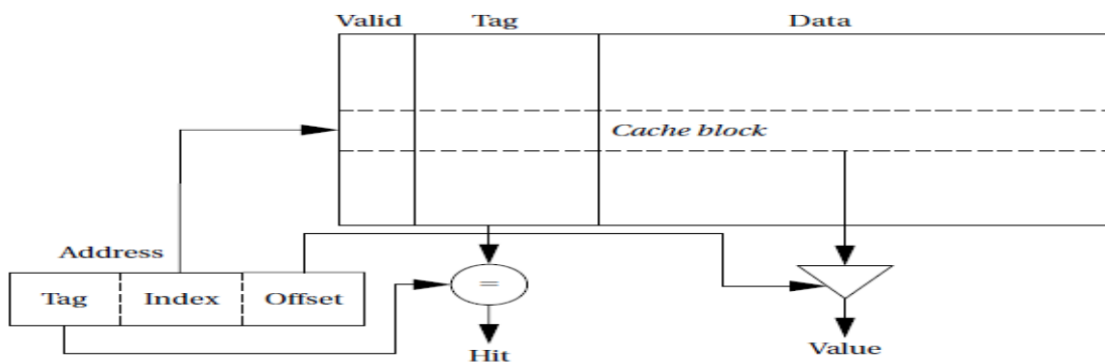 Valid Tag Data
Cache block
Address
Tag Index Offset
=
Hit
Value